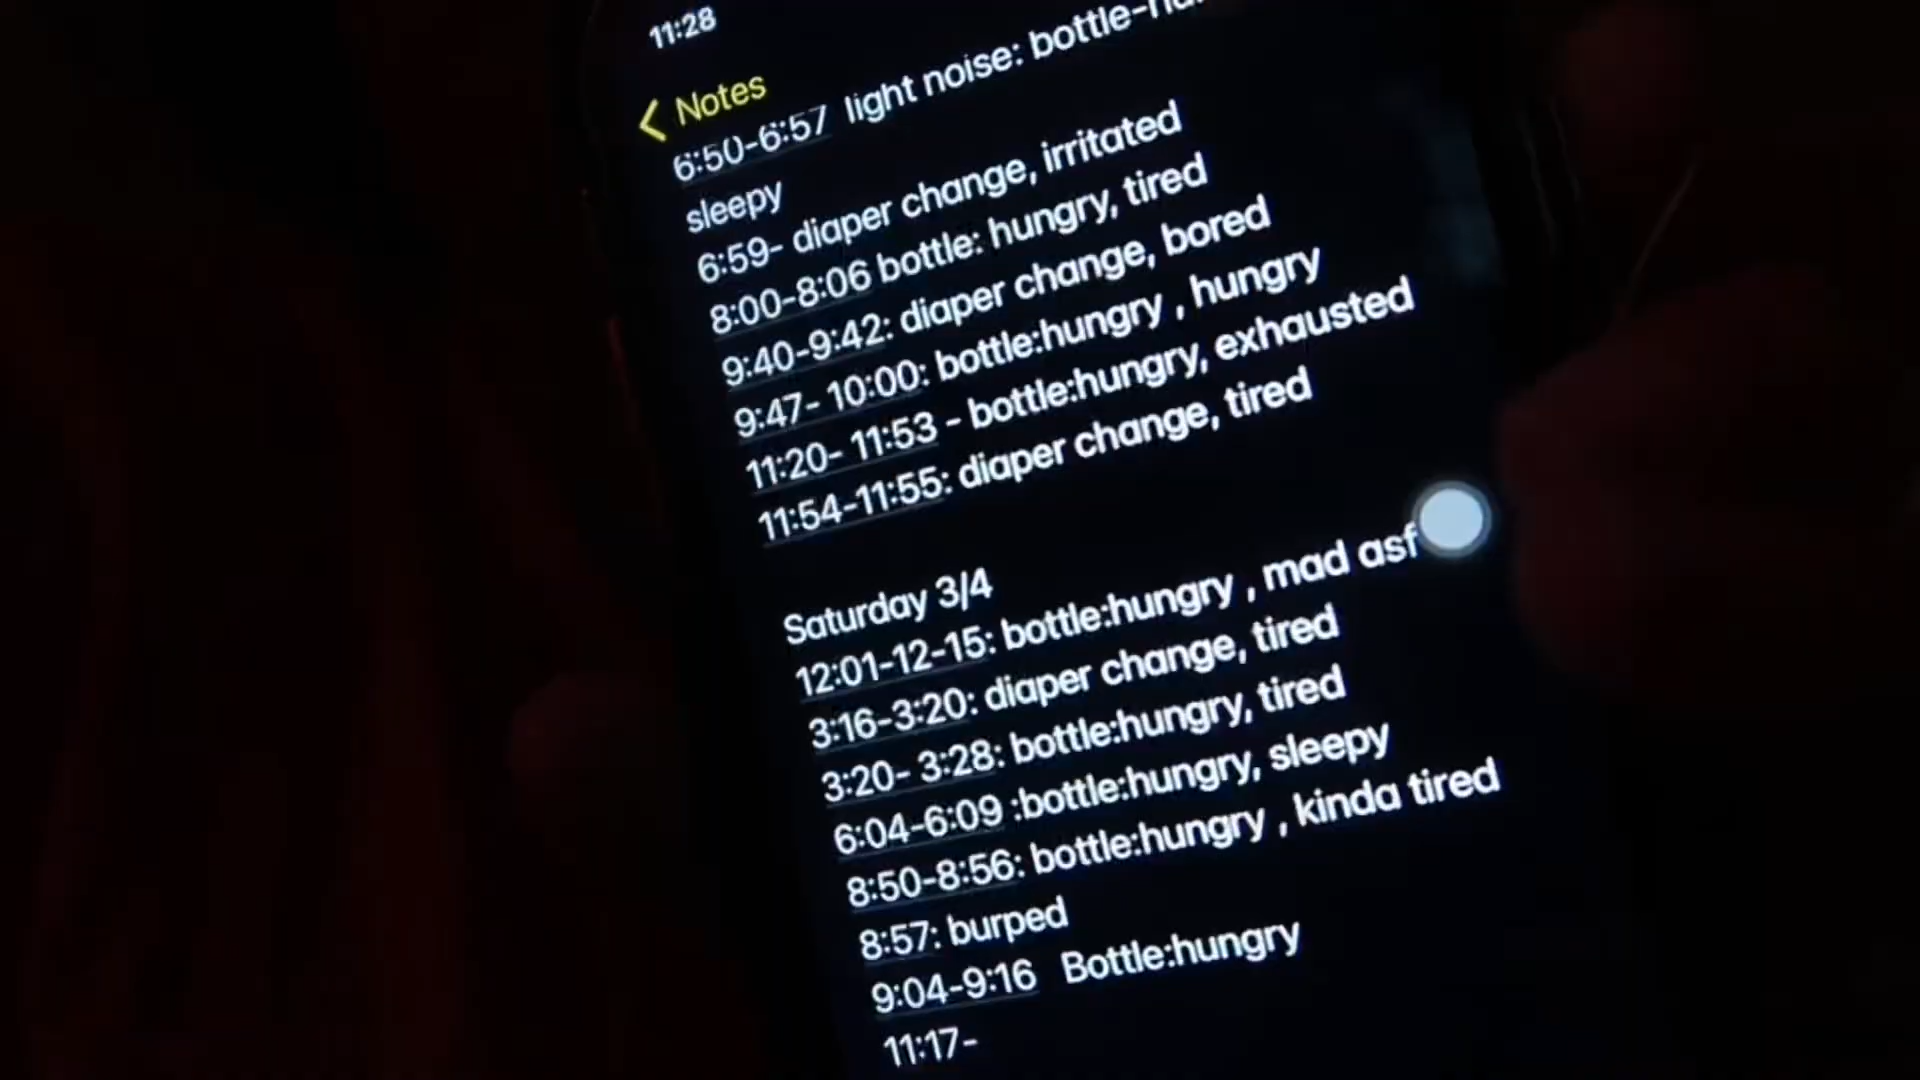 11:28
Notes
6:50-6:57 light noise: bottle-
sleepy
6:59- diaper change, irritated
8:00-8:06 bottle: hungry, tired
9:40-9:42: diaper change, bored
9:47- 10:00: bottle:hungry , hungry
11:20- 11:53 - bottle:hungry, exhausted
11:54-11:55: diaper change, tired
Saturday 3/4
12:01-12-15: bottle:hungry , mad asf
3:16-3:20: diaper change, tired
3:20- 3:28: bottle:hungry, tired
6:04-6:09 :bottle:hungry, sleepy
8:50-8:56: bottle:hungry , kinda tired
8:57: burped
9:04-9:16 Bottle:hungry
11:17-